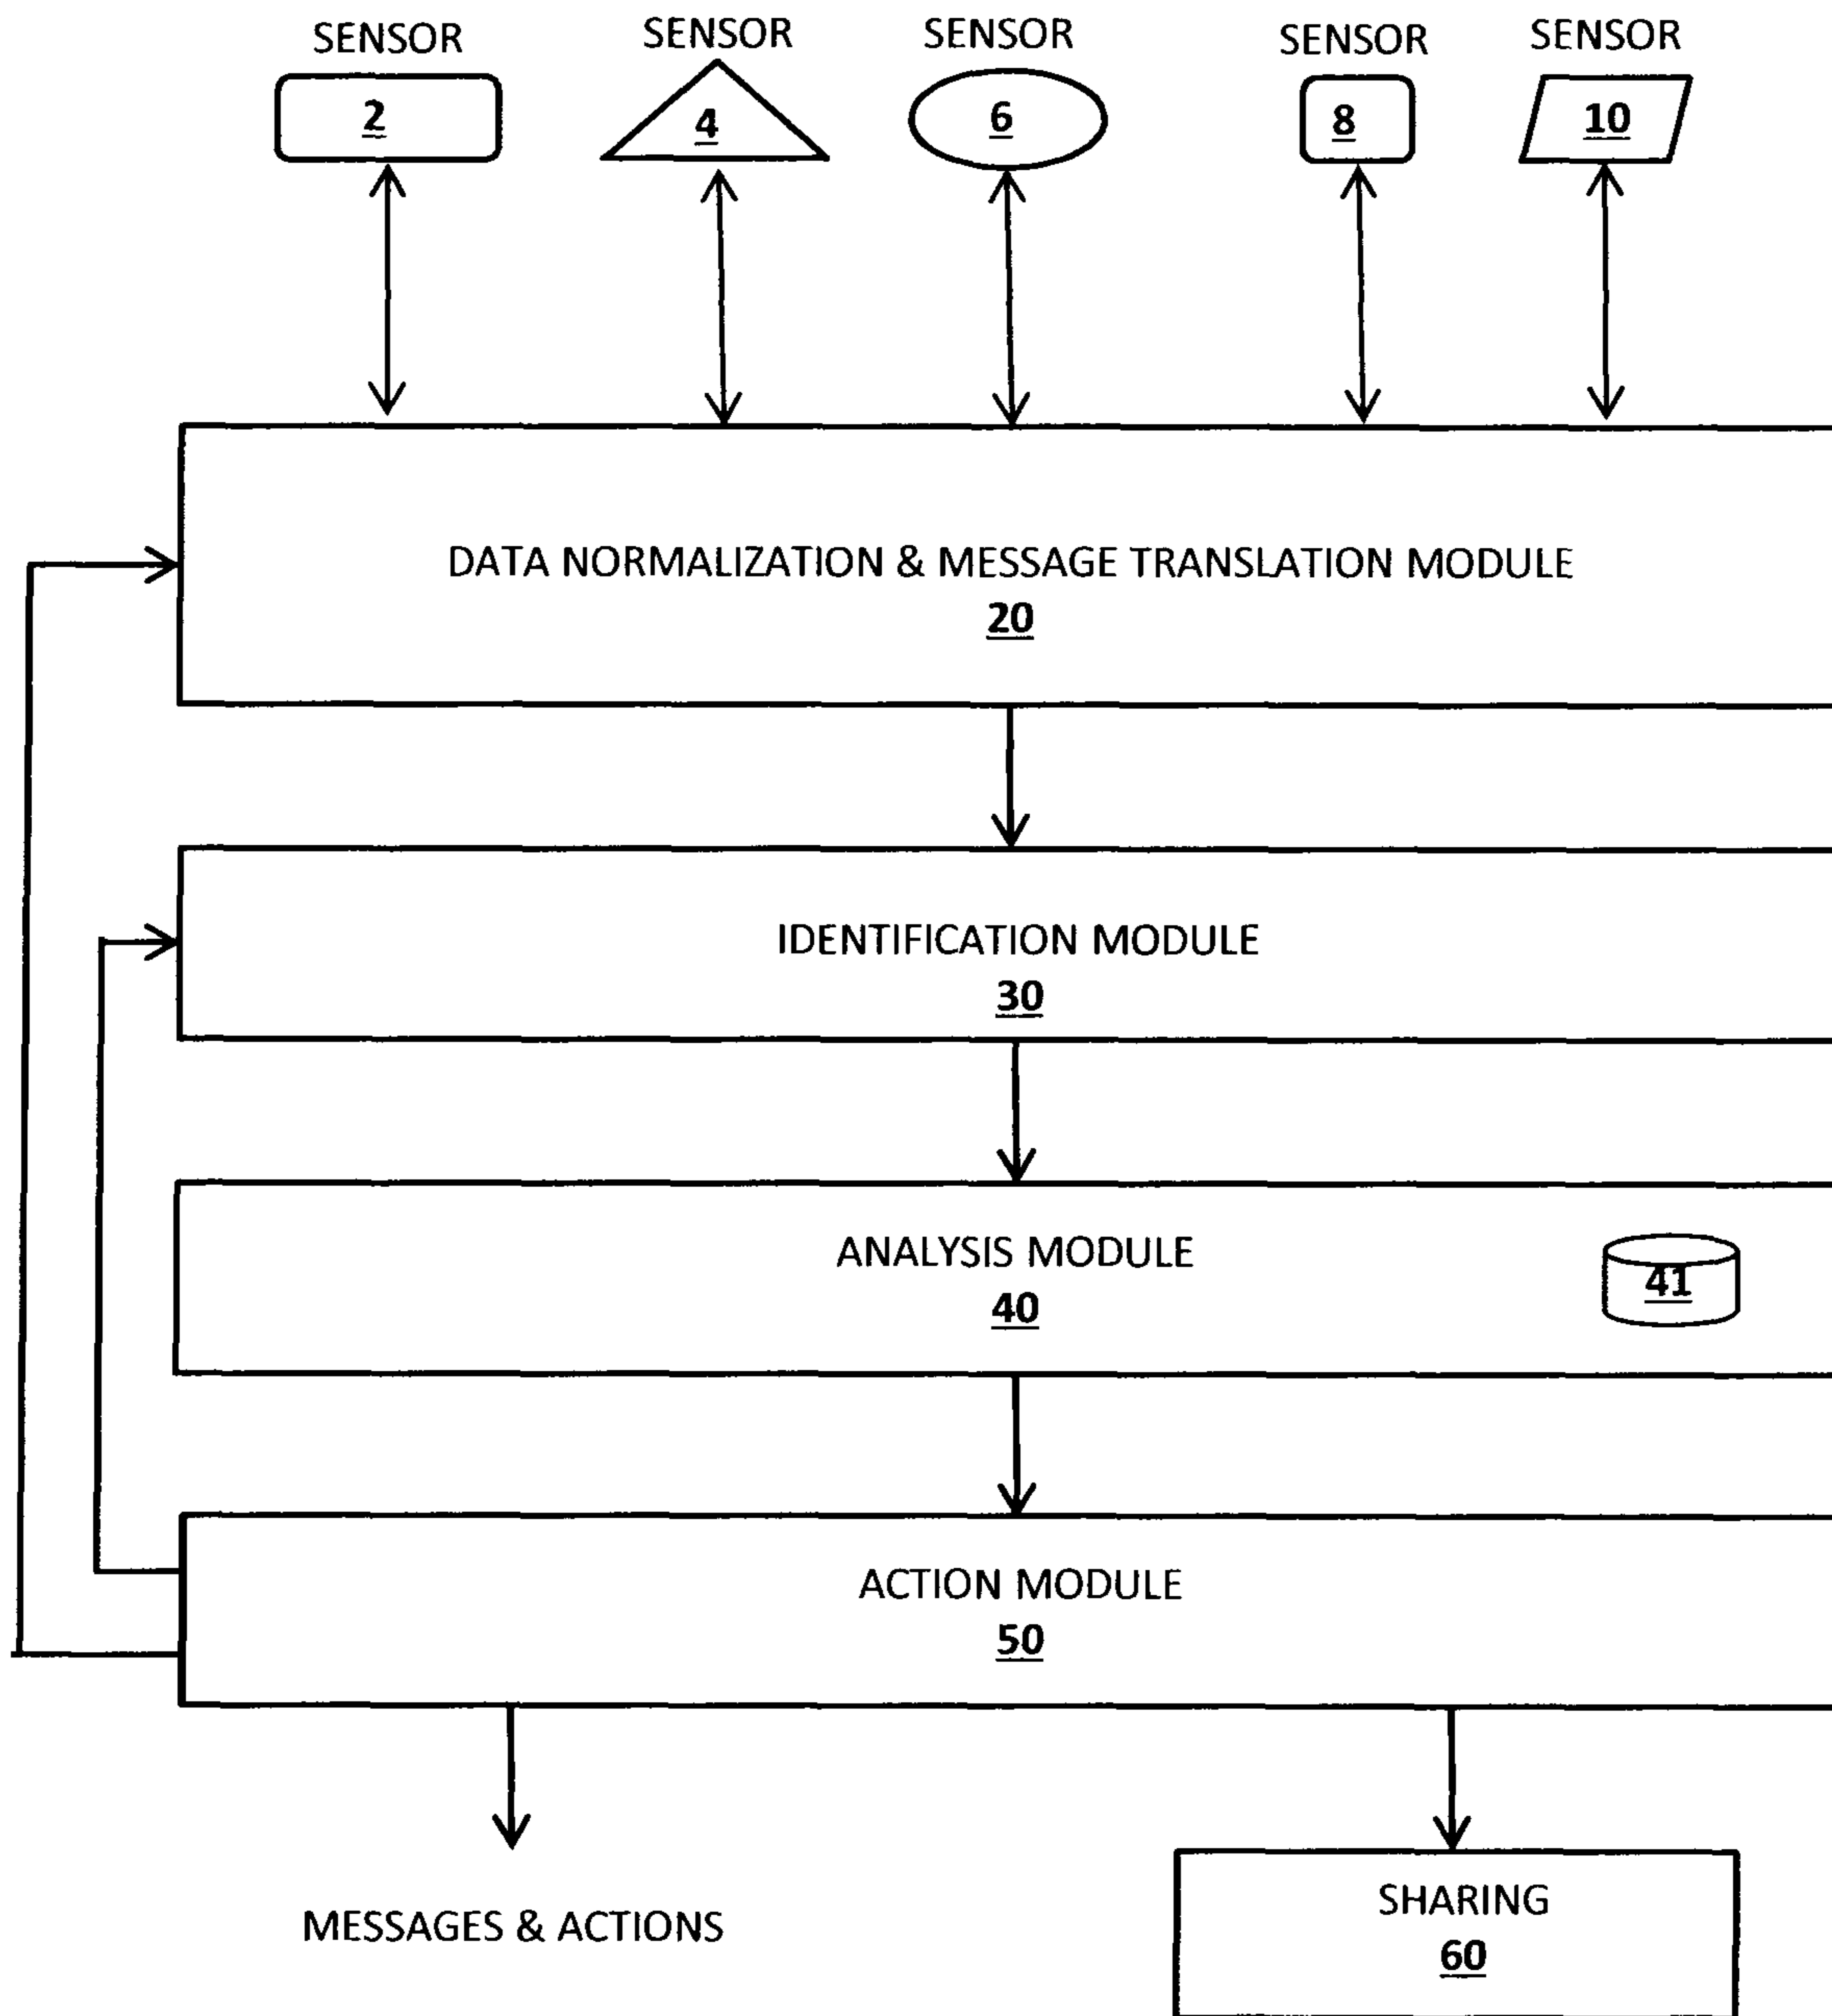 SENSOR SENSOR SENSOR SENSOR SENSOR
2 4 6 8 10
DATA NORMALIZATION & MESSAGE TRANSLATION MODULE
20
IDENTIFICATION MODULE
30
ANALYSIS MODULE
40
41
ACTION MODULE
50
MESSAGES & ACTIONS
SHARING
60